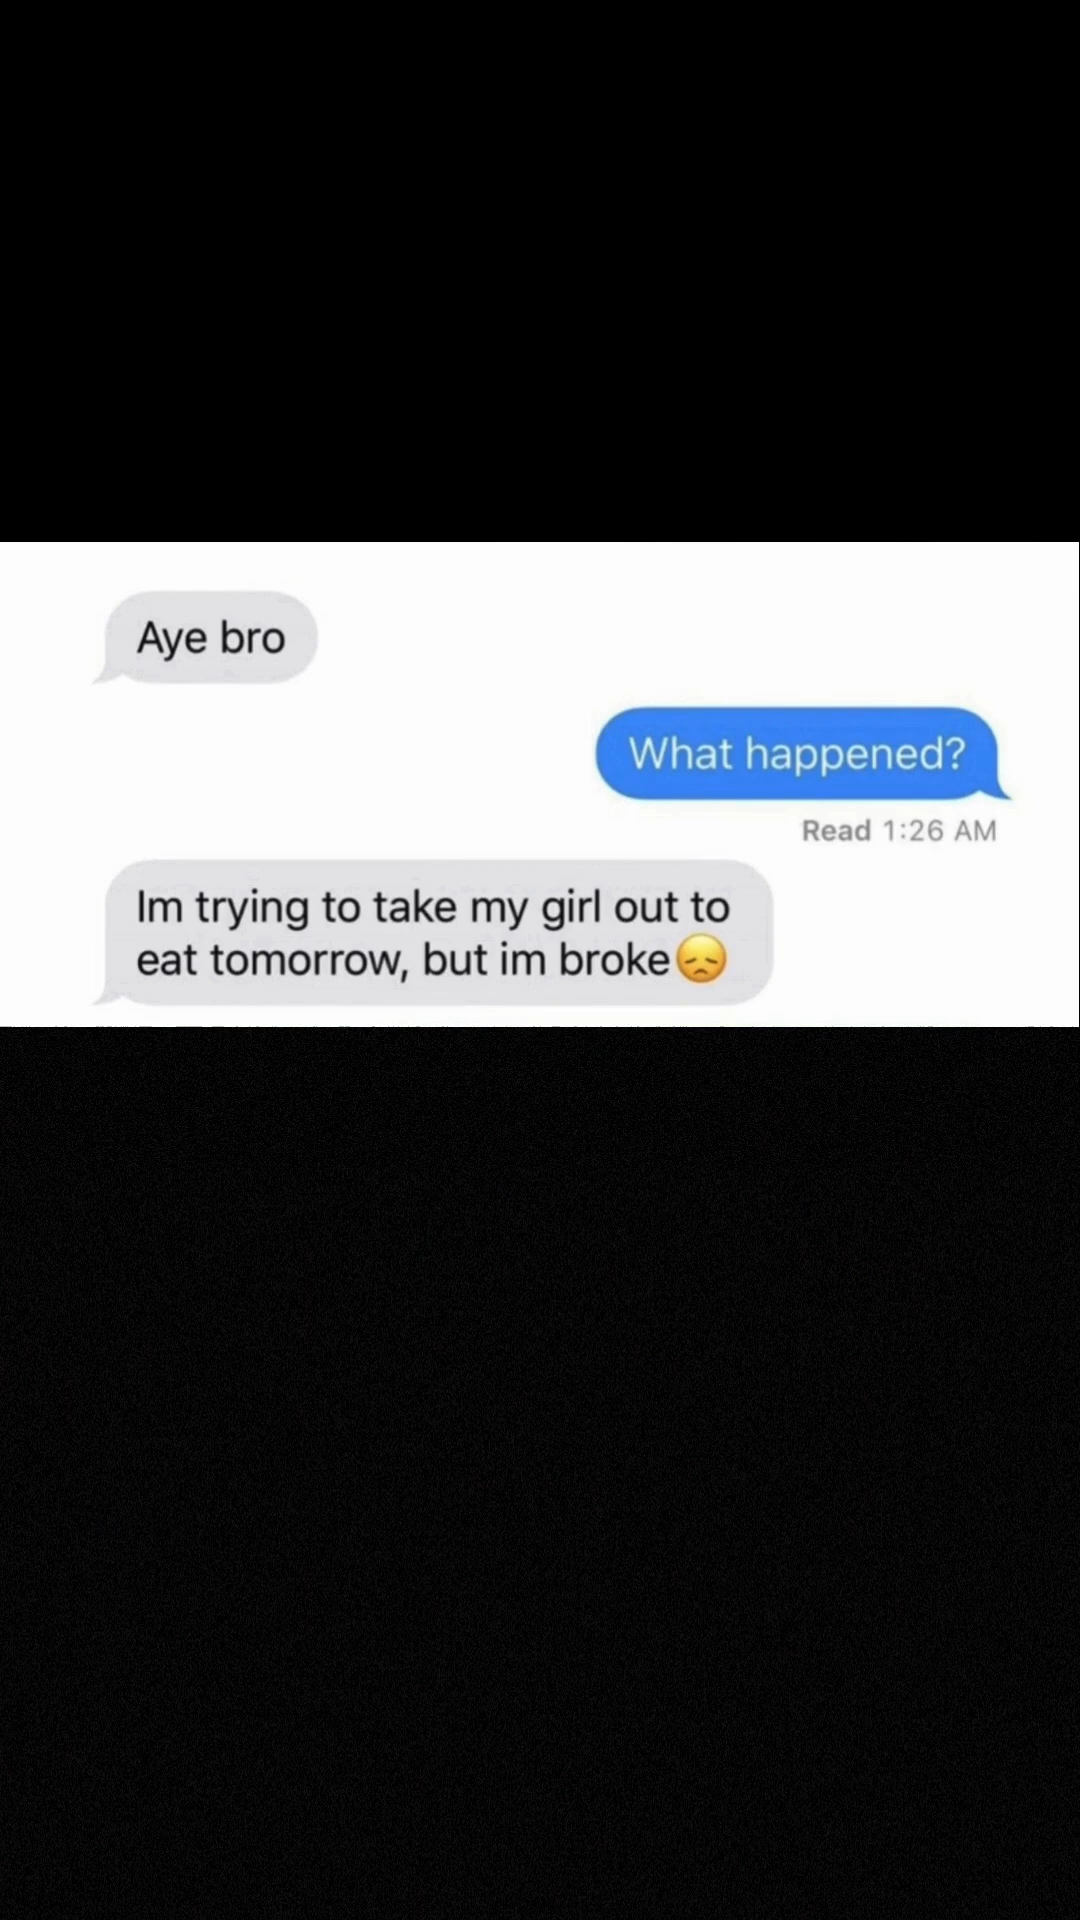 Aye bro
What happened?
Read 1:26 AM
Im trying to take my girl out to
eat tomorrow, but im broke😞